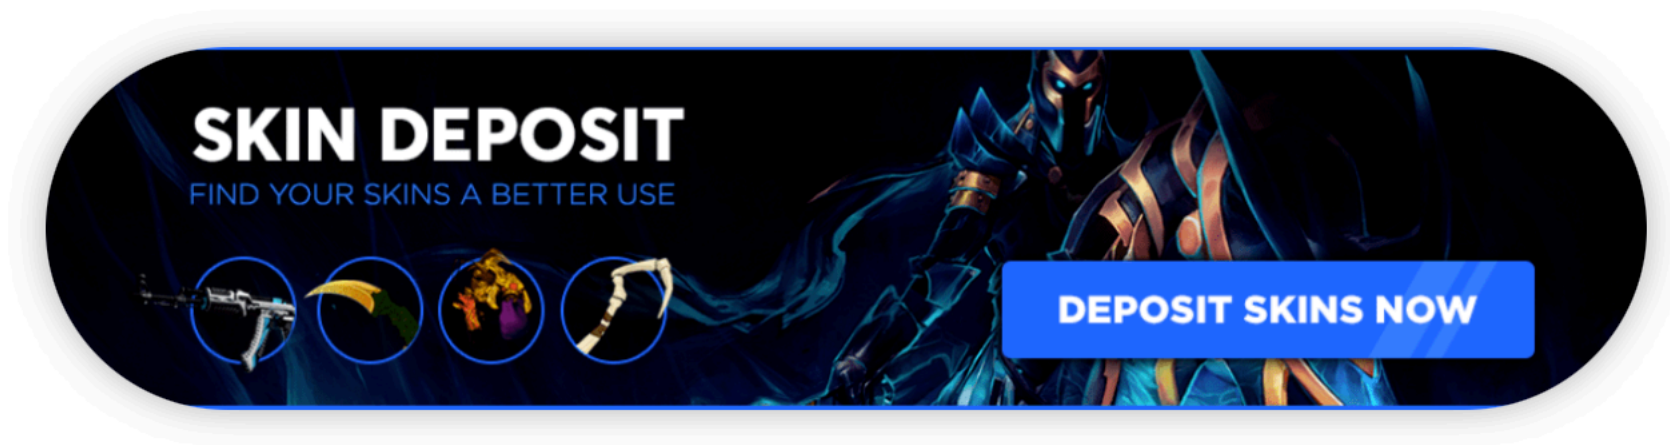 SKIN DEPOSIT
FIND YOUR SKINS A BETTER USE
DEPOSIT SKINS NOW